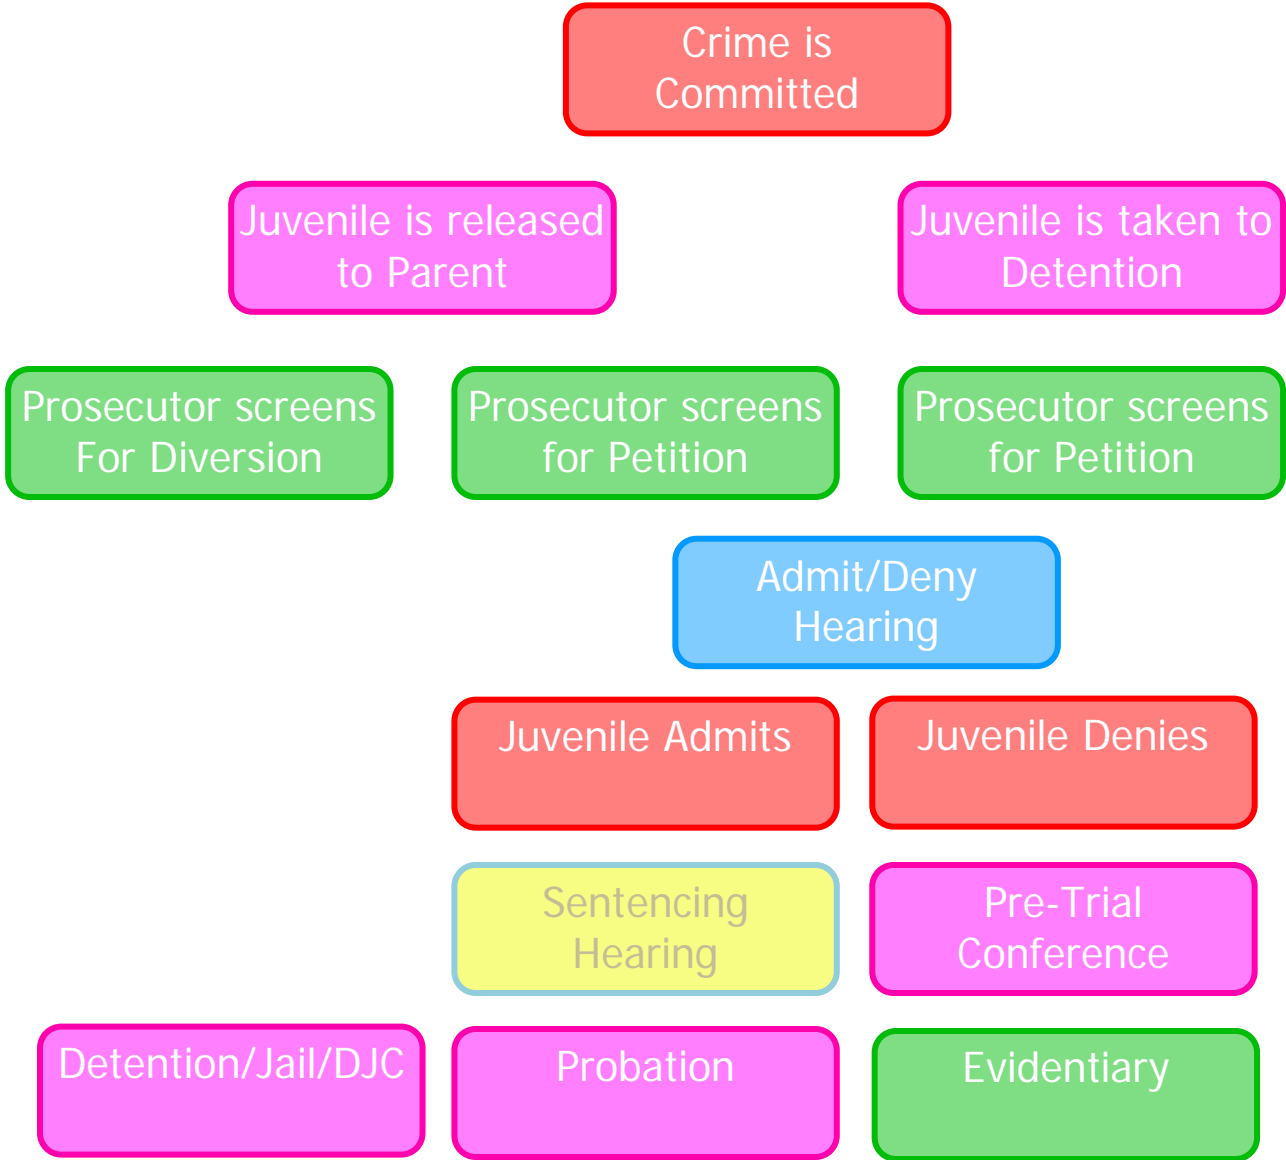 Crime is
Committed
Juvenile is released
to Parent
Juvenile is taken to
Detention
Prosecutor screens
For Diversion
Prosecutor screens
for Petition
Prosecutor screens
for Petition
Admit/Deny
Hearing
Juvenile Admits
Juvenile Denies
Sentencing
Hearing
Pre-Trial
Conference
Detention/Jail/DJC
Probation
Evidentiary